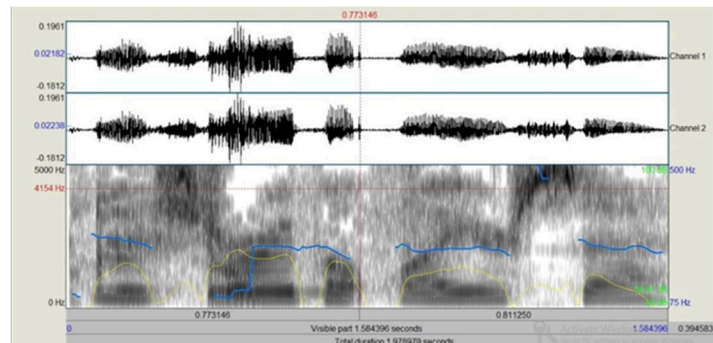 0.773146
0.1961
0.02182
-0.1812
Channel 1
0.1961
0.02238
-0.1812
Channel 2
5000 Hz
500 Hz
4154 Hz
0 Hz
75 Hz
0.773146 0.811250
0 Visible part 1.584396 seconds 1.584396 0.394583
Total duration 1.978979 seconds
Activate Windows